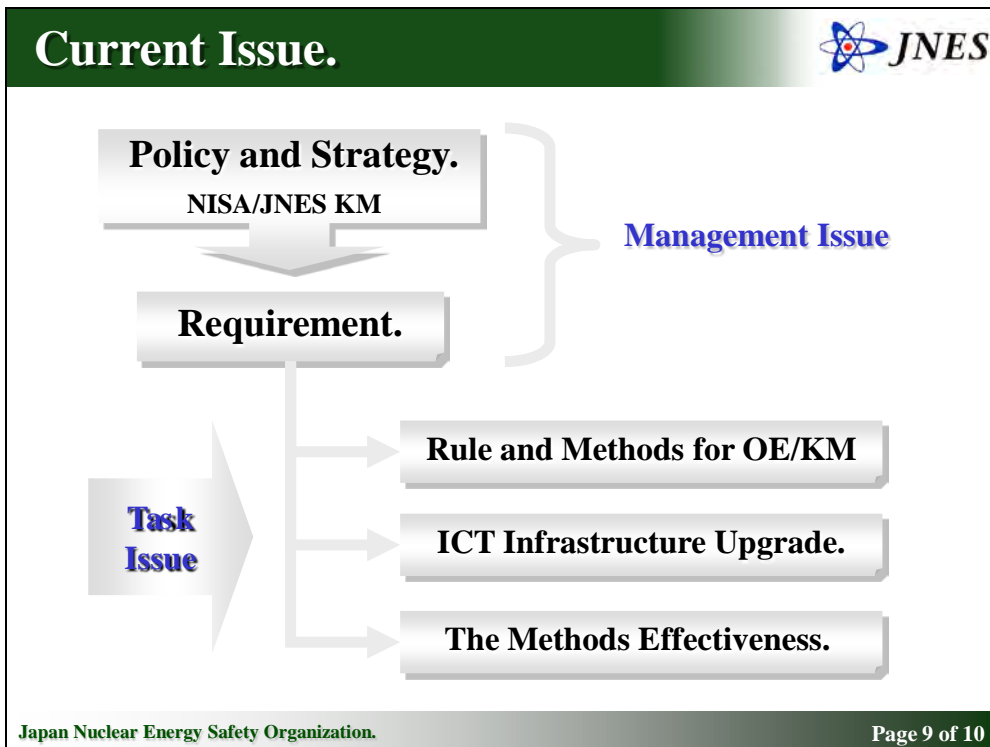 Current Issue.
JNES
Policy and Strategy.
NISA/JNES KM
Management Issue
Requirement.
Rule and Methods for OE/KM
Task
Issue
ICT Infrastructure Upgrade.
The Methods Effectiveness.
Japan Nuclear Energy Safety Organization.
Page 9 of 10